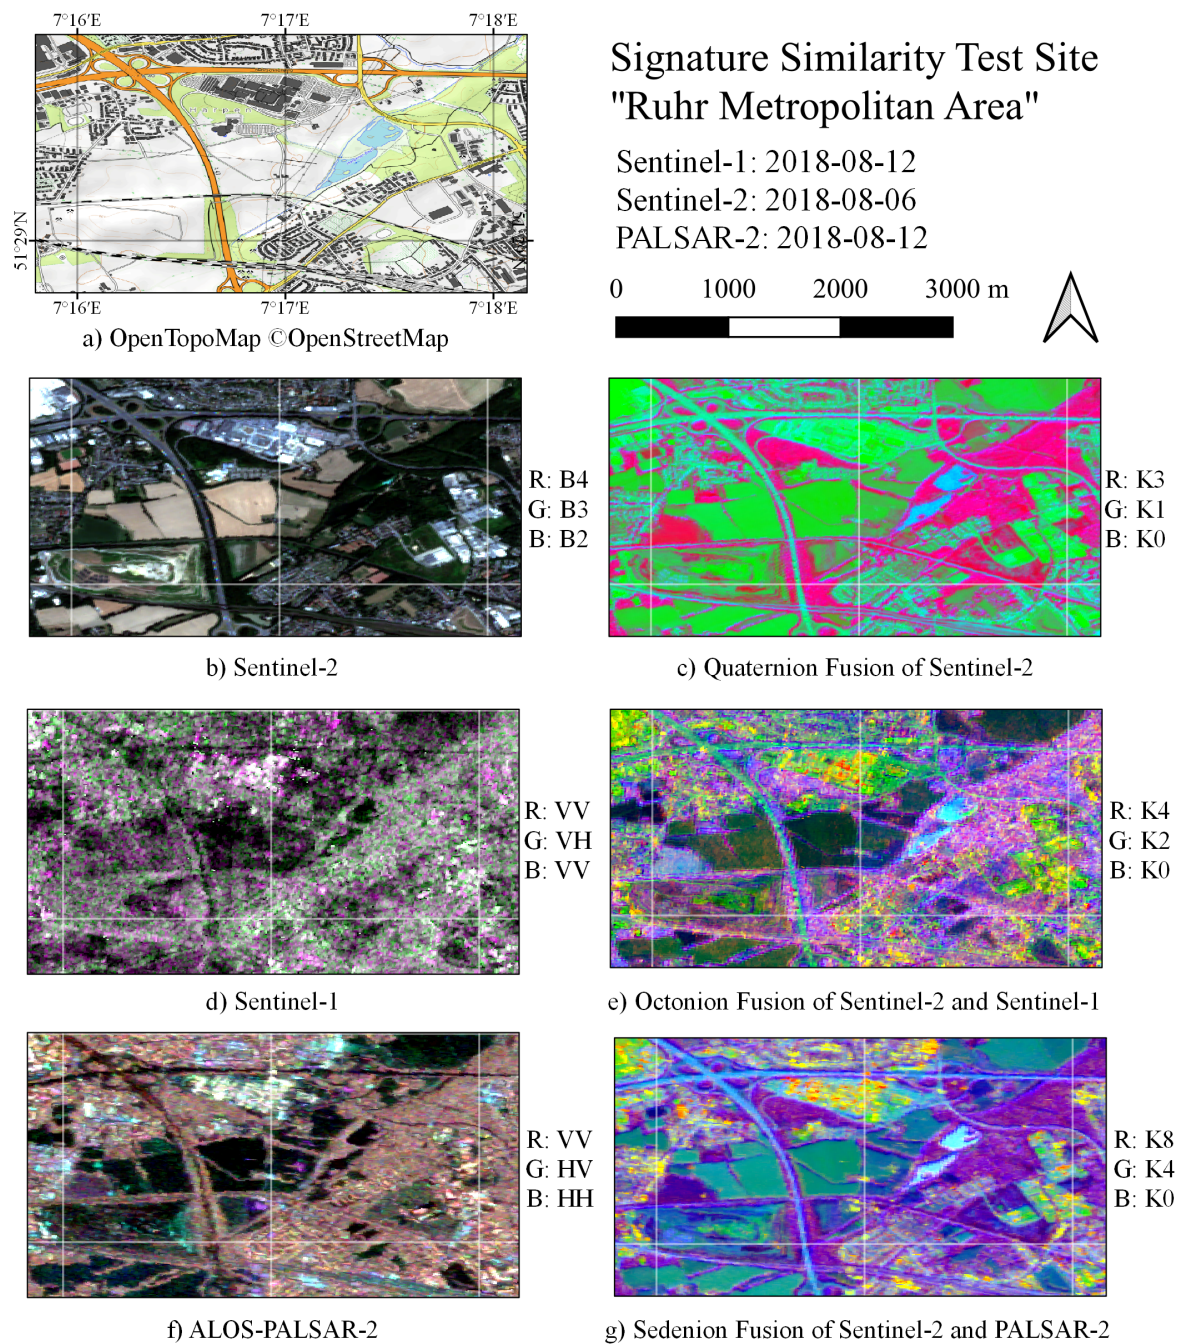 7°16′E 7°17′E 7°18′E
51°29′N
7°16′E 7°17′E 7°18′E
a) OpenTopoMap ©OpenStreetMap
Signature Similarity Test Site
"Ruhr Metropolitan Area"
Sentinel-1: 2018-08-12
Sentinel-2: 2018-08-06
PALSAR-2: 2018-08-12
0 1000 2000 3000 m
R: B4
G: B3
B: B2
b) Sentinel-2
R: K3
G: K1
B: K0
c) Quaternion Fusion of Sentinel-2
R: VV
G: VH
B: VV
d) Sentinel-1
R: K4
G: K2
B: K0
e) Octonion Fusion of Sentinel-2 and Sentinel-1
R: VV
G: HV
B: HH
f) ALOS-PALSAR-2
R: K8
G: K4
B: K0
g) Sedenion Fusion of Sentinel-2 and PALSAR-2